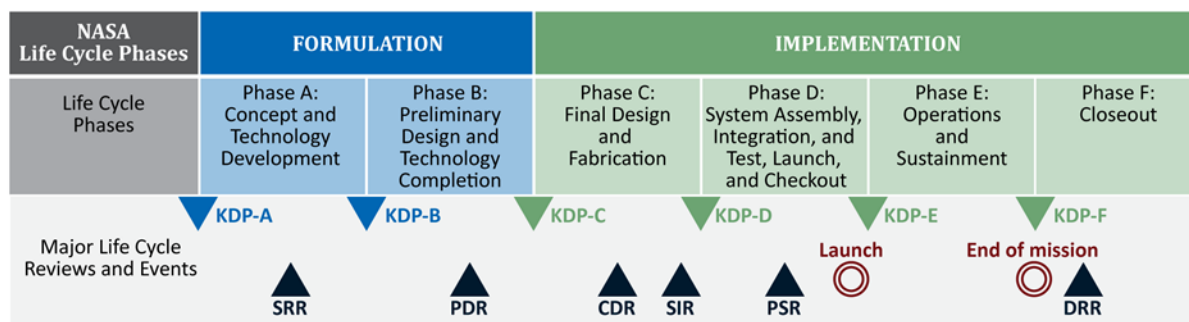 NASA
Life Cycle Phases
FORMULATION
IMPLEMENTATION
Life Cycle
Phases
Phase A:
Concept and
Technology
Development
Phase B:
Preliminary
Design and
Technology
Completion
Phase C:
Final Design
and
Fabrication
Phase D:
System Assembly,
Integration, and
Test, Launch,
and Checkout
Phase E:
Operations
and
Sustainment
Phase F:
Closeout
Major Life Cycle
Reviews and Events
KDP-A
KDP-B
KDP-C
KDP-D
KDP-E
KDP-F
Launch
End of mission
SRR
PDR
CDR
SIR
PSR
DRR